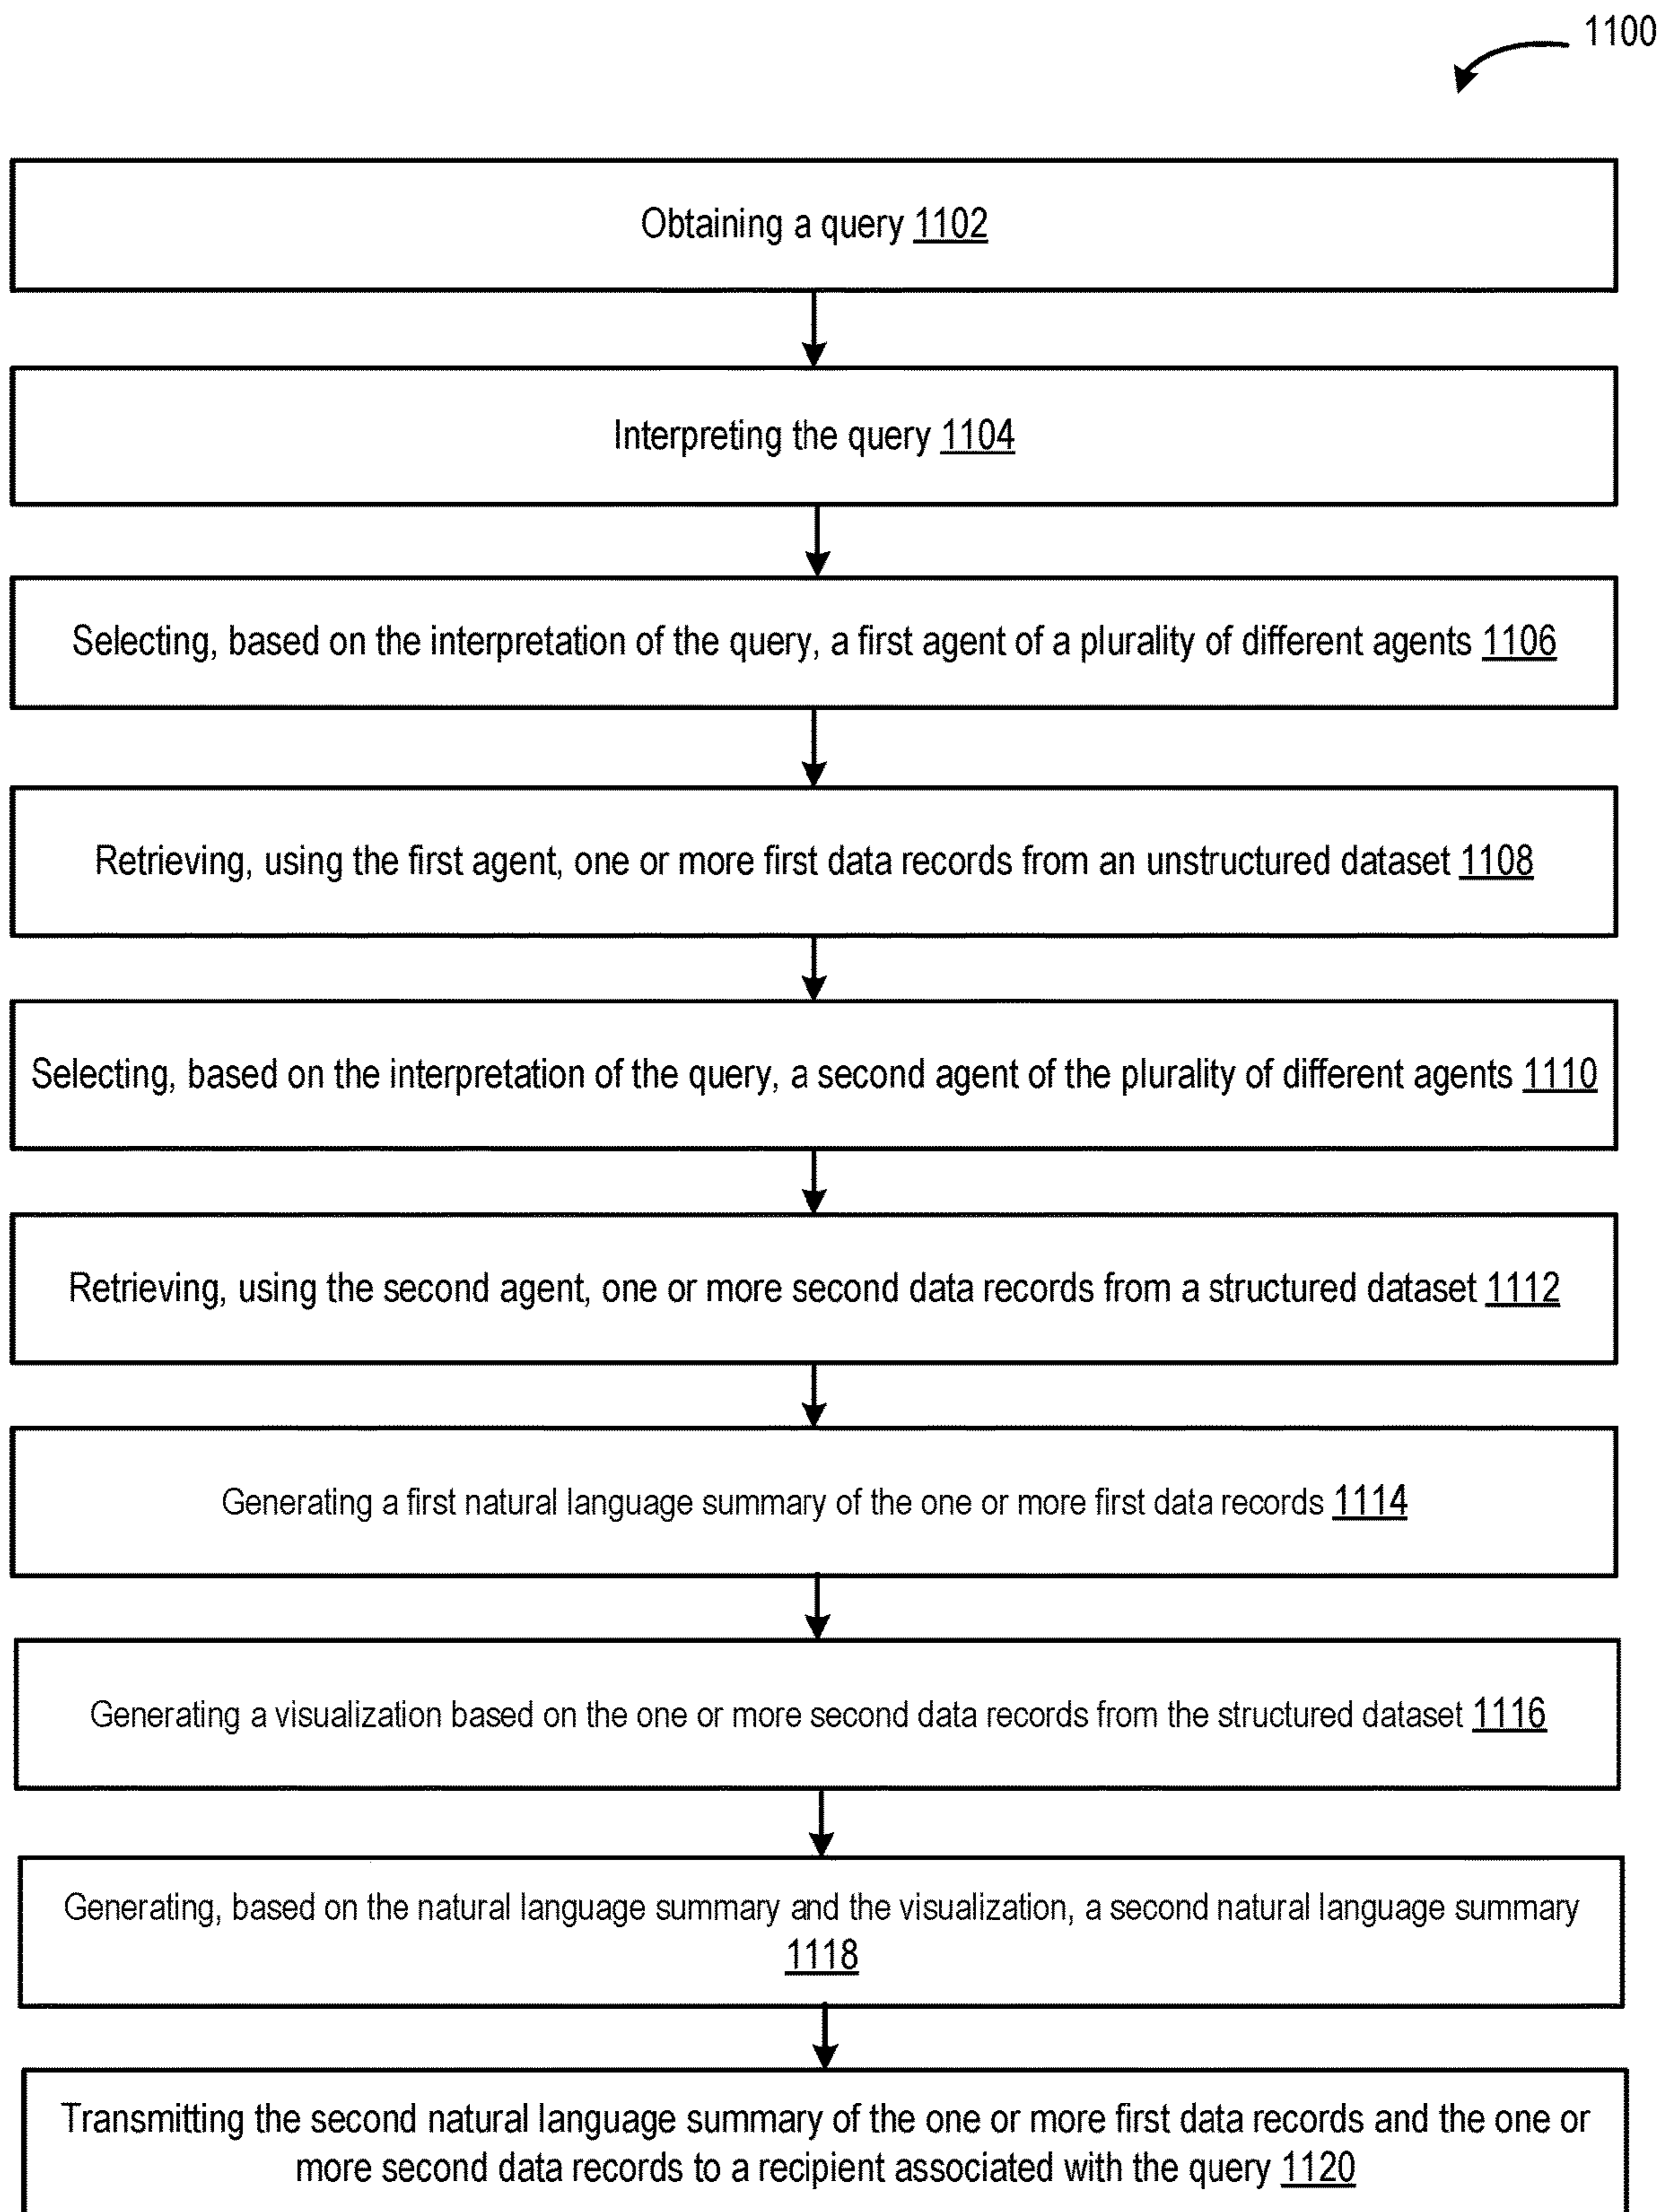 1100
Obtaining a query 1102
Interpreting the query 1104
Selecting, based on the interpretation of the query, a first agent of a plurality of different agents 1106
Retrieving, using the first agent, one or more first data records from an unstructured dataset 1108
Selecting, based on the interpretation of the query, a second agent of the plurality of different agents 1110
Retrieving, using the second agent, one or more second data records from a structured dataset 1112
Generating a first natural language summary of the one or more first data records 1114
Generating a visualization based on the one or more second data records from the structured dataset 1116
Generating, based on the natural language summary and the visualization, a second natural language summary
1118
Transmitting the second natural language summary of the one or more first data records and the one or
more second data records to a recipient associated with the query 1120